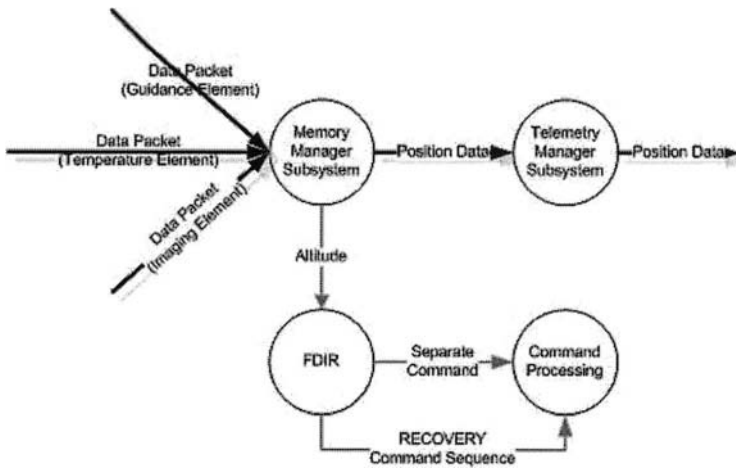 Data Packet
(Guidance Element)
Data Packet
(Temperature Element)
Data Packet
(Imaging Element)
Memory
Manager
Subsystem
Position Data
Telemetry
Manager
Subsystem
Position Data
Altitude
FDIR
Separate
Command
Command
Processing
RECOVERY
Command Sequence